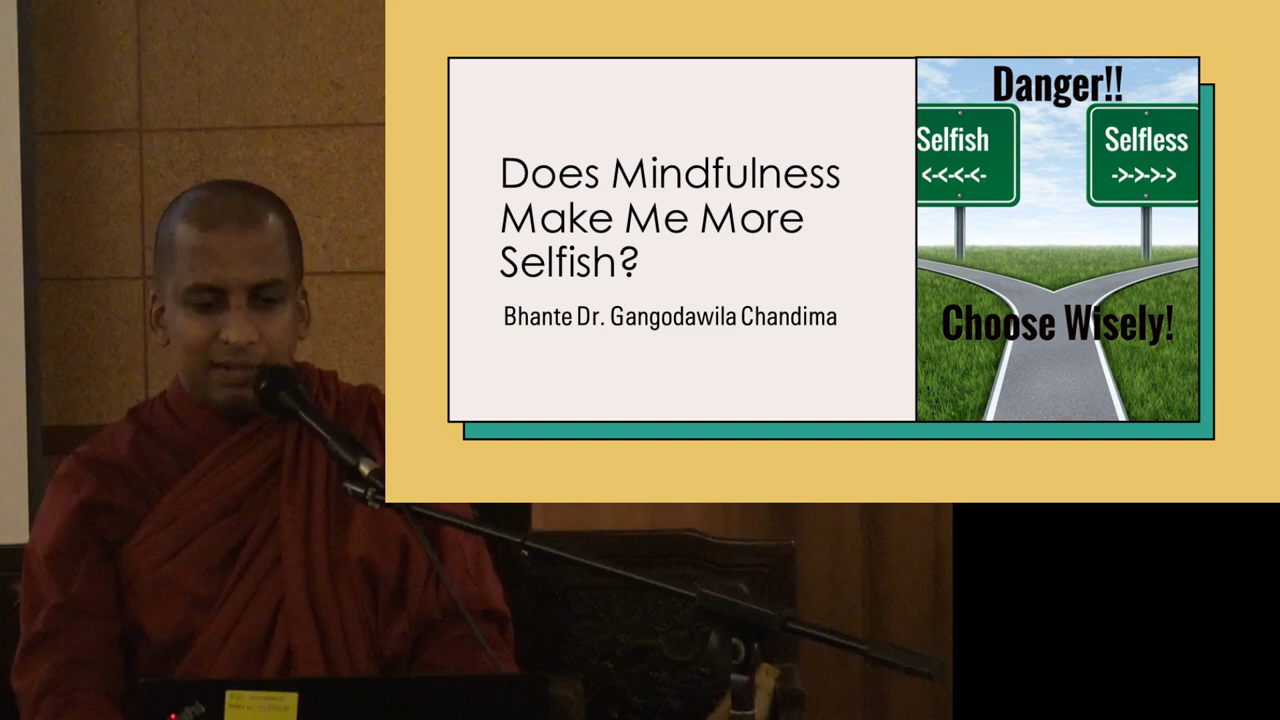 Does Mindfulness
Make Me More
Selfish?
Bhante Dr. Gangodawila Chandima
Danger!!
Selfish
<-<-<-<-
Selfless
->->->->
Choose Wisely!